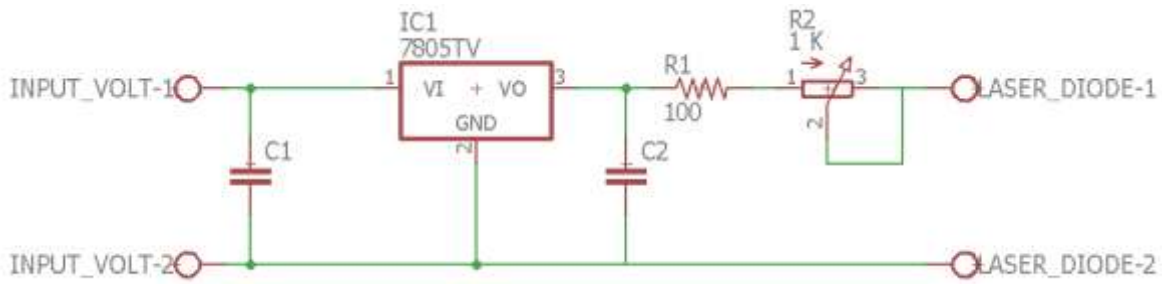 IC1
7805TV
R2
1 K
R1
100
INPUT_VOLT-1
1
VI
VO
3
1
3
LASER_DIODE-1
GND
2
2
C1
C2
INPUT_VOLT-2
LASER_DIODE-2